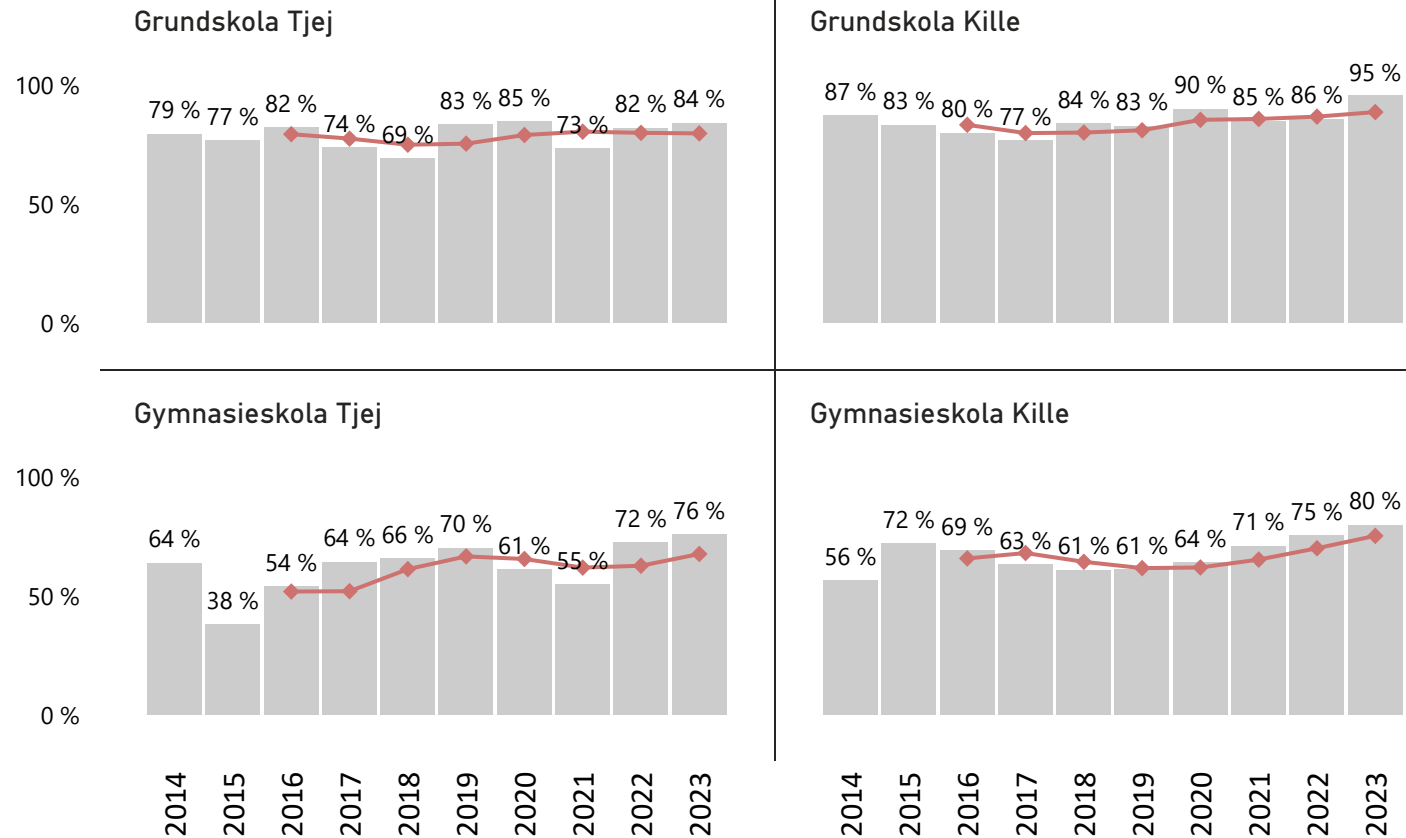 Grundskola Tjej
Grundskola Kille
100 %
50 %
0 %
79 % 77 % 82 % 74 % 69 % 83 % 85 % 73 % 82 % 84 %
87 % 83 % 80 % 77 % 84 % 83 % 90 % 85 % 86 % 95 %
Gymnasieskola Tjej
Gymnasieskola Kille
100 %
50 %
0 %
64 % 38 % 54 % 64 % 66 % 70 % 61 % 55 % 72 % 76 %
56 % 72 % 69 % 63 % 61 % 61 % 64 % 71 % 75 % 80 %
2014 2015 2016 2017 2018 2019 2020 2021 2022 2023
2014 2015 2016 2017 2018 2019 2020 2021 2022 2023